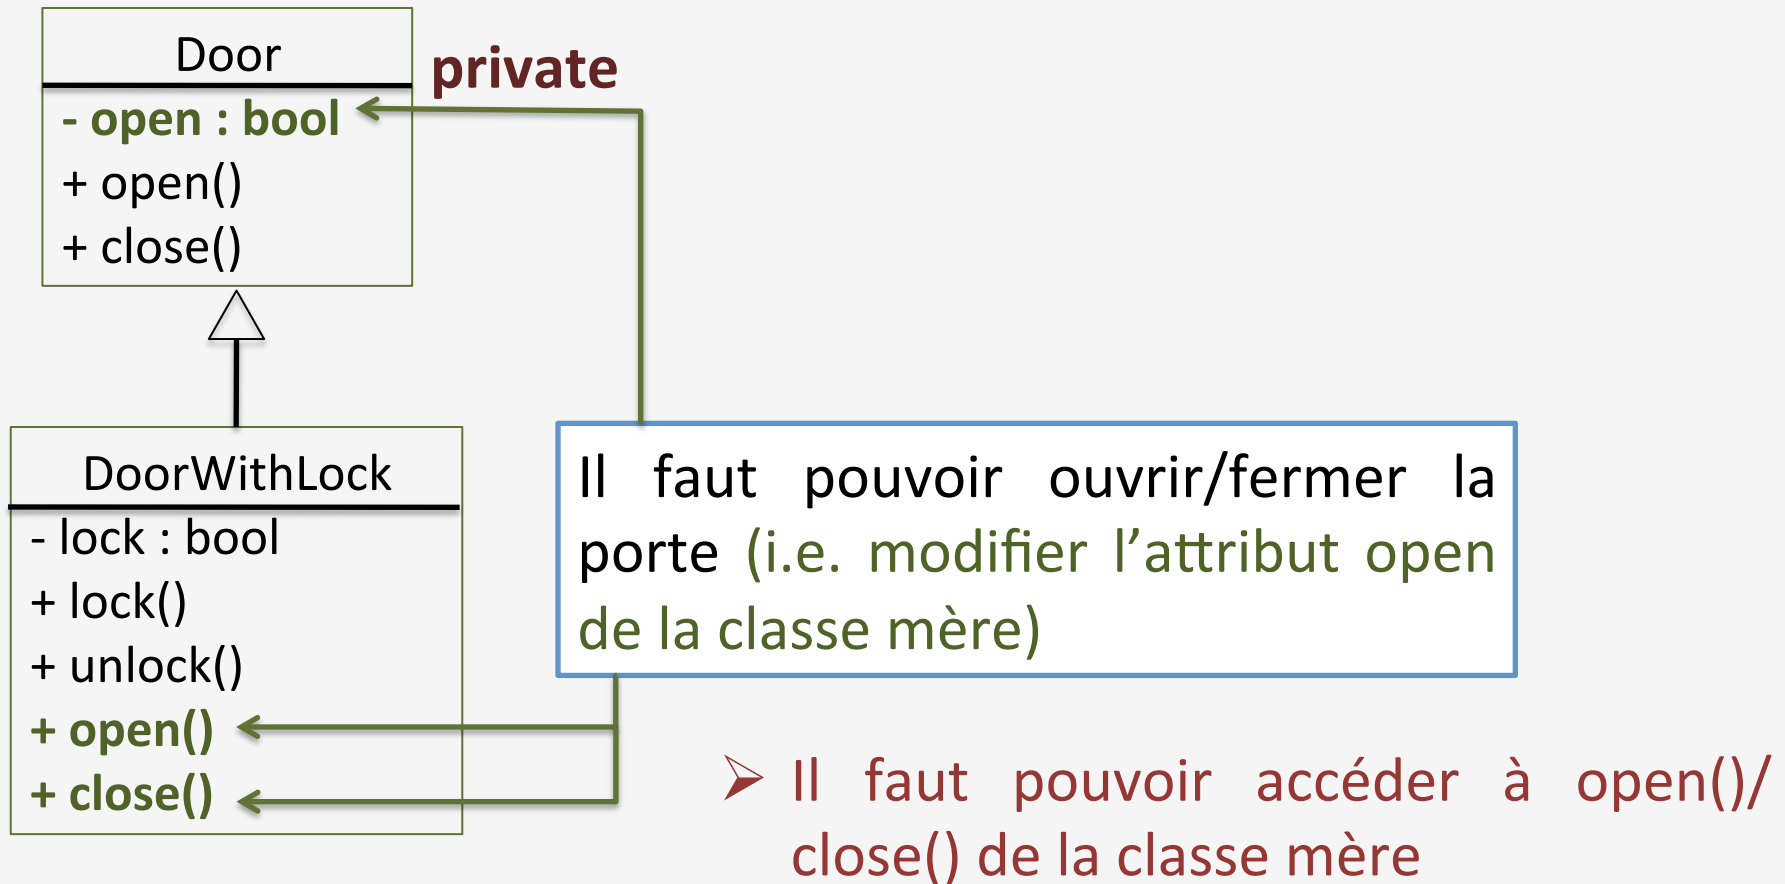 Door
private
- open : bool
+ open()
+ close()
DoorWithLock
- lock : bool
+ lock()
+ unlock()
+ open()
+ close()
Il faut pouvoir ouvrir/fermer la
porte (i.e. modifier l’attribut open
de la classe mère)
➢ Il faut pouvoir accéder à open()/
close() de la classe mère